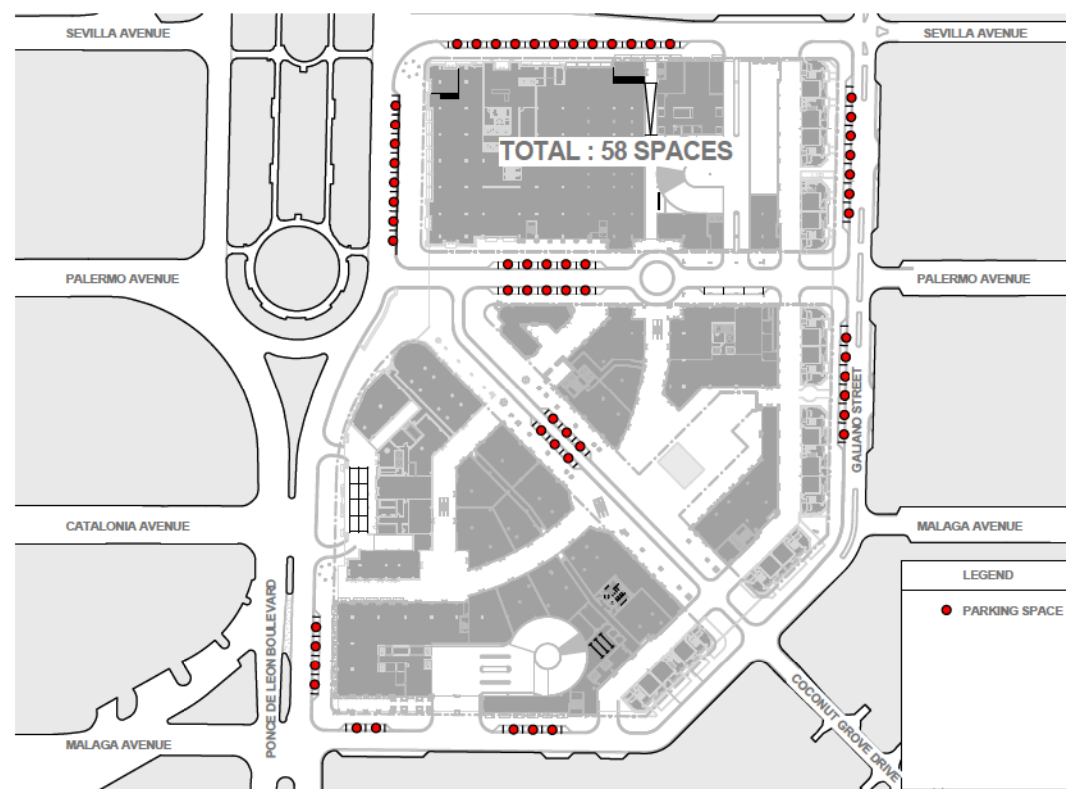 SEVILLA AVENUE
SEVILLA AVENUE
TOTAL : 58 SPACES
PALERMO AVENUE
PALERMO AVENUE
GALIANO STREET
CATALONIA AVENUE
MALAGA AVENUE
LEGEND
PARKING SPACE
PONCE DE LEON BOULEVARD
COCONUT GROVE DRIVE
MALAGA AVENUE